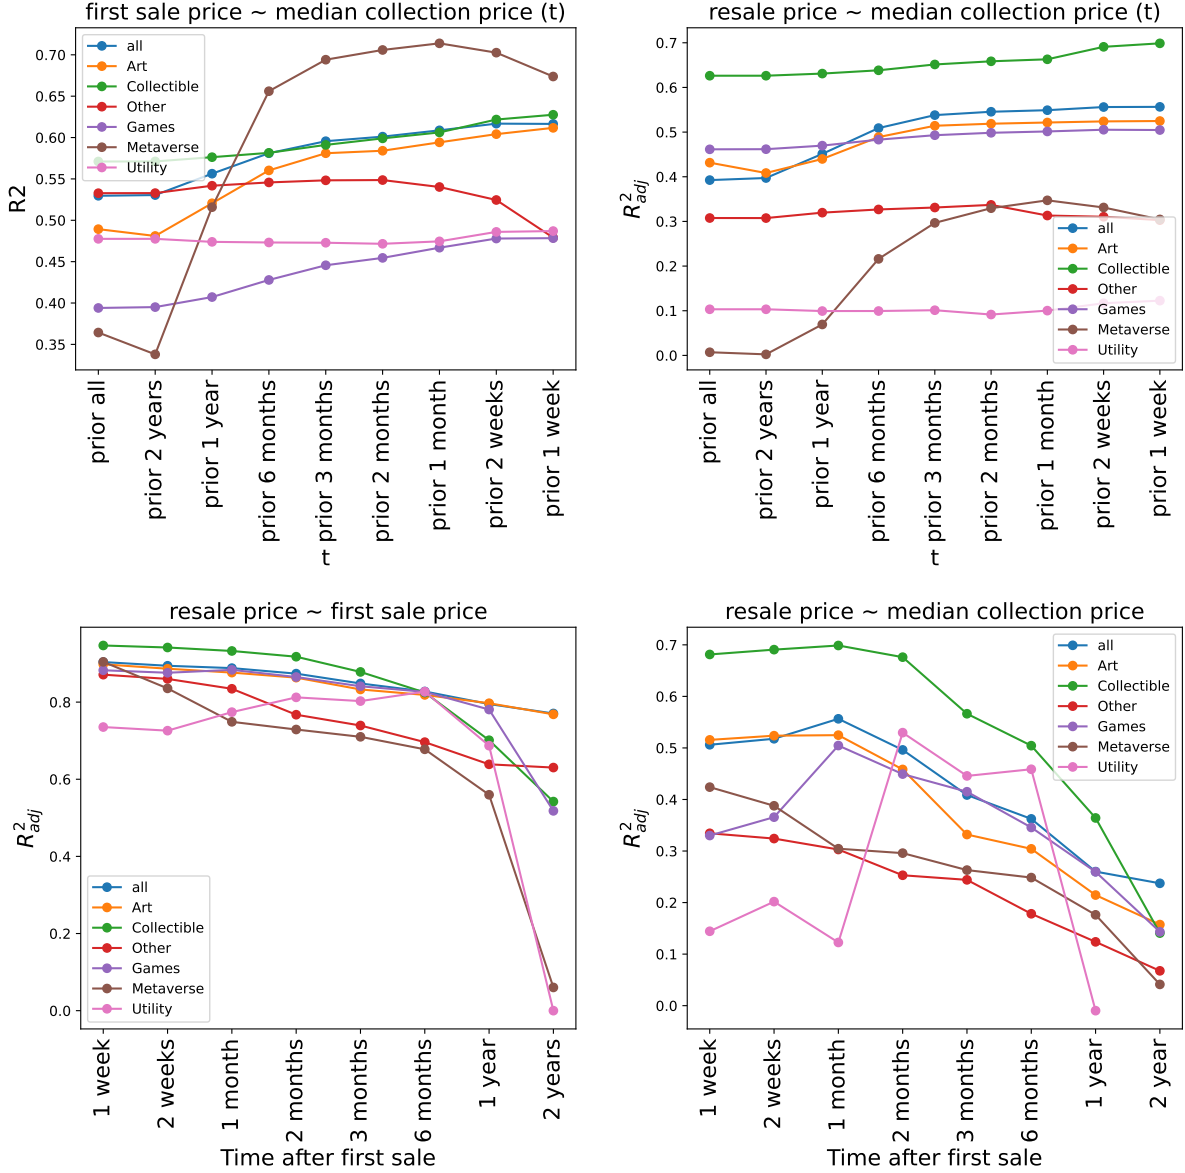 first sale price ~ median collection price (t)
R2
0.70
0.65
0.60
0.55
0.50
0.45
0.40
0.35
all
Art
Collectible
Other
Games
Metaverse
Utility
prior all
prior 2 years
prior 1 year
prior 6 months
prior 3 months
prior 2 months
prior 1 month
prior 2 weeks
prior 1 week
t
resale price ~ median collection price (t)
R²adj
0.7
0.6
0.5
0.4
0.3
0.2
0.1
0.0
all
Art
Collectible
Other
Games
Metaverse
Utility
prior all
prior 2 years
prior 1 year
prior 6 months
prior 3 months
prior 2 months
prior 1 month
prior 2 weeks
prior 1 week
t
resale price ~ first sale price
R²adj
0.8
0.6
0.4
0.2
0.0
all
Art
Collectible
Other
Games
Metaverse
Utility
1 week
2 weeks
1 month
2 months
3 months
6 months
1 year
2 years
Time after first sale
resale price ~ median collection price
R²adj
0.7
0.6
0.5
0.4
0.3
0.2
0.1
0.0
all
Art
Collectible
Other
Games
Metaverse
Utility
1 week
2 weeks
1 month
2 months
3 months
6 months
1 year
2 year
Time after first sale